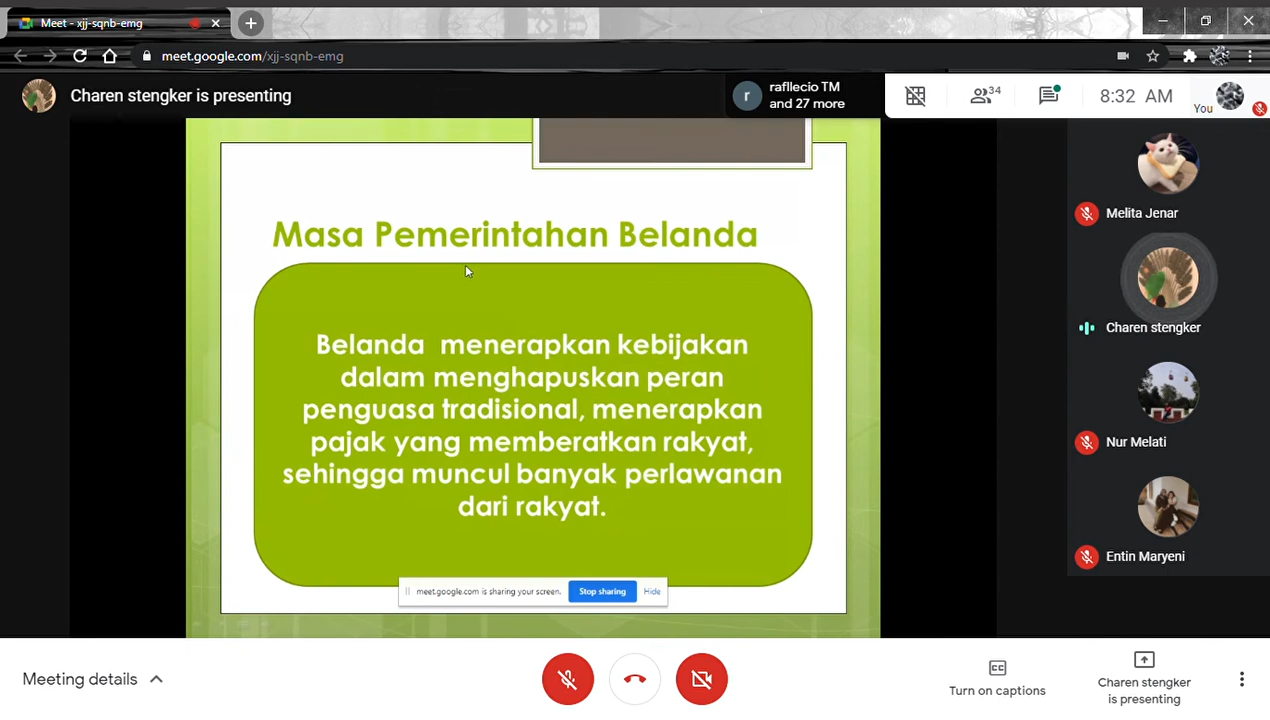 Meet - xjj-sqnb-emg
meet.google.com/xjj-sqnb-emg
Charen stengker is presenting
r
rafllecio TM
and 27 more
34
8:32 AM
You
Masa Pemerintahan Belanda
Belanda menerapkan kebijakan
dalam menghapuskan peran
penguasa tradisional, menerapkan
pajak yang memberatkan rakyat,
sehingga muncul banyak perlawanan
dari rakyat.
meet.google.com is sharing your screen.
Stop sharing
Hide
Melita Jenar
Charen stengker
Nur Melati
Entin Maryeni
Meeting details
CC
Turn on captions
Charen stengker
is presenting